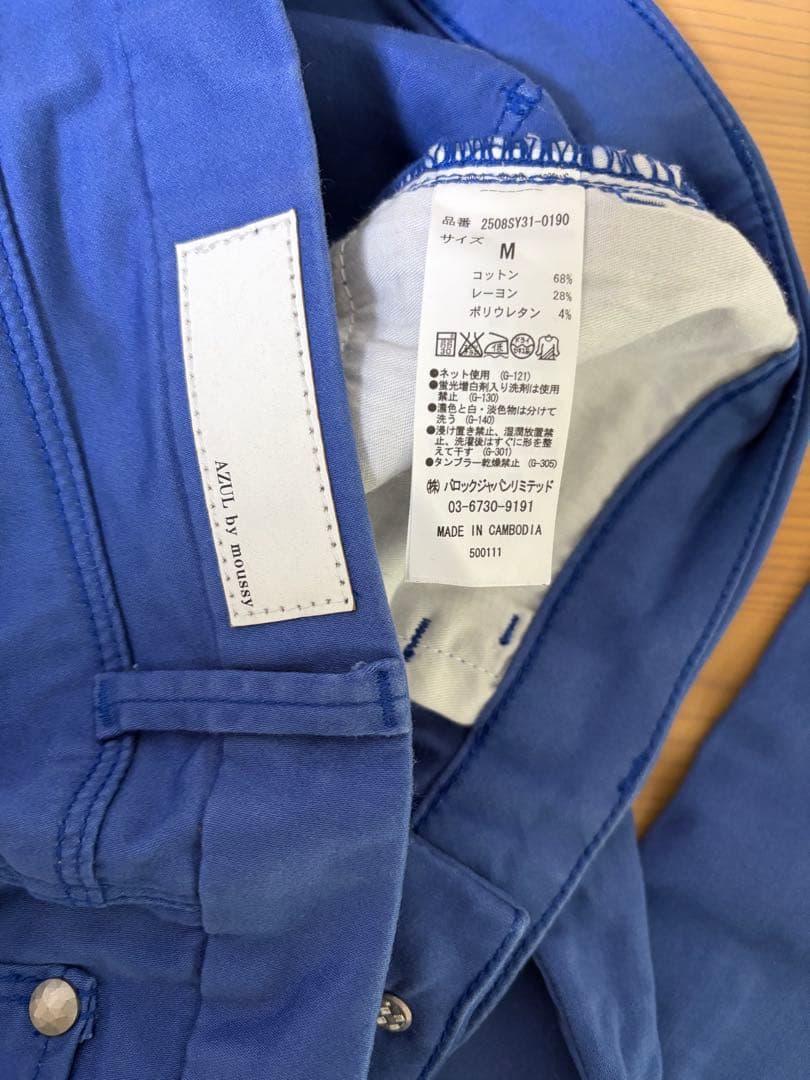 AZUL by moussy
品番 2508SY31-0190
サイズ
M
コットン 68%
レーヨン 28%
ポリウレタン 4%
低
●ネット使用 (G-121)
●蛍光増白剤入り洗剤は使用
禁止 (G-130)
●濃色と白・淡色物は分けて
洗う (G-140)
●浸け置き禁止、湿潤放置禁
止、洗濯後はすぐに形を整
えて干す (G-301)
●タンブラー乾燥禁止 (G-305)
㈱ バロックジャパンリミテッド
03-6730-9191
MADE IN CAMBODIA
500111